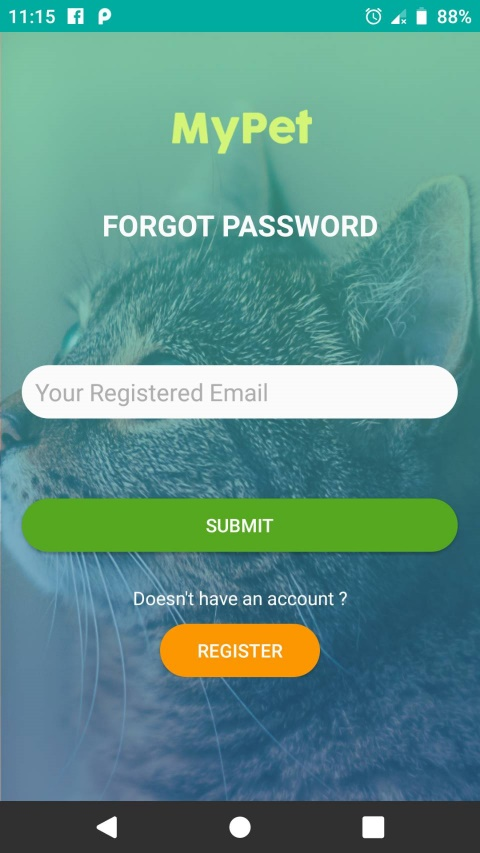 11:15
88%
MyPet
FORGOT PASSWORD
Your Registered Email
SUBMIT
Doesn't have an account ?
REGISTER